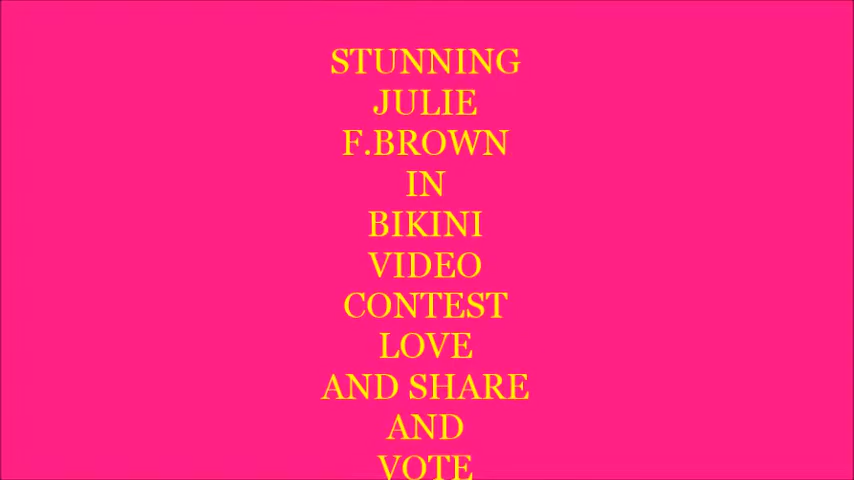 STUNNING
JULIE
F.BROWN
IN
BIKINI
VIDEO
CONTEST
LOVE
AND SHARE
AND
VOTE